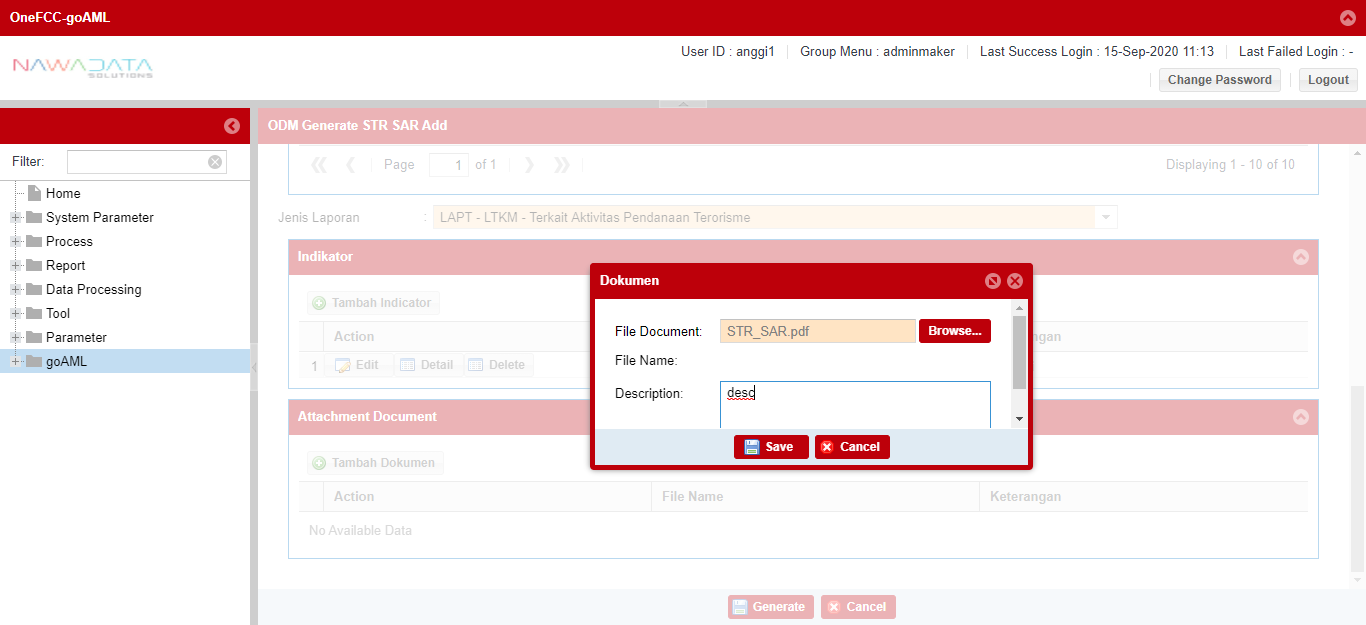 OneFCC-goAML
NAWADATA
SOLUTIONS
User ID : anggi1 Group Menu : adminmaker Last Success Login : 15-Sep-2020 11:13 Last Failed Login : -
Change Password Logout
Filter:
Home
System Parameter
Process
Report
Data Processing
Tool
Parameter
goAML
ODM Generate STR SAR Add
Page 1 of 1 Displaying 1 - 10 of 10
Jenis Laporan : LAPT - LTKM - Terkait Aktivitas Pendanaan Terorisme
Indikator
Tambah Indicator
Action
1 Edit Detail Delete
Dokumen
File Document: STR_SAR.pdf Browse...
File Name:
Description: desc
Save Cancel
Attachment Document
Tambah Dokumen
Action File Name Keterangan
No Available Data
Generate Cancel